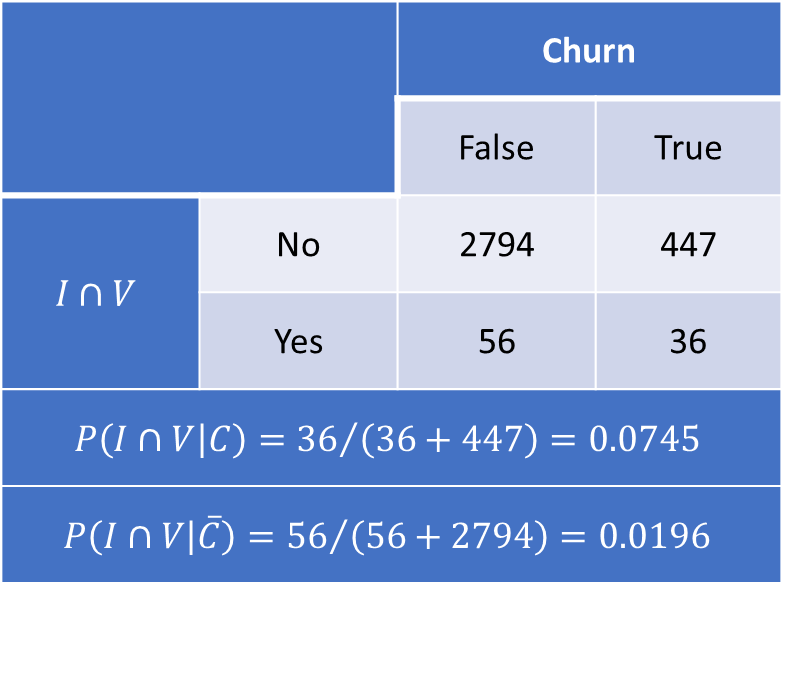 Churn
False True
No 2794 447
I ∩ V
Yes 56 36
P(I ∩ V|C) = 36/(36 + 447) = 0.0745
P(I ∩ V|C̄) = 56/(56 + 2794) = 0.0196